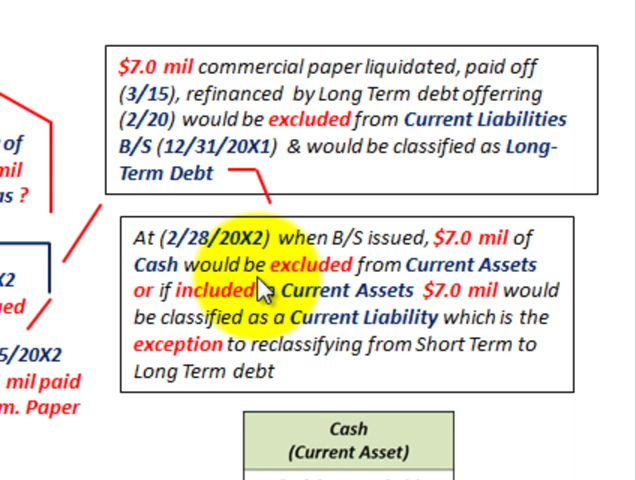 $7.0 mil commercial paper liquidated, paid off
(3/15), refinanced by Long Term debt offerring
(2/20) would be excluded from Current Liabilities
B/S (12/31/20X1) & would be classified as Long-
Term Debt
of
mil
as ?
At (2/28/20X2) when B/S issued, $7.0 mil of
Cash would be excluded from Current Assets
or if included Current Assets $7.0 mil would
be classified as a Current Liability which is the
exception to reclassifying from Short Term to
Long Term debt
X2
5/20X2
mil paid
m. Paper
Cash
(Current Asset)